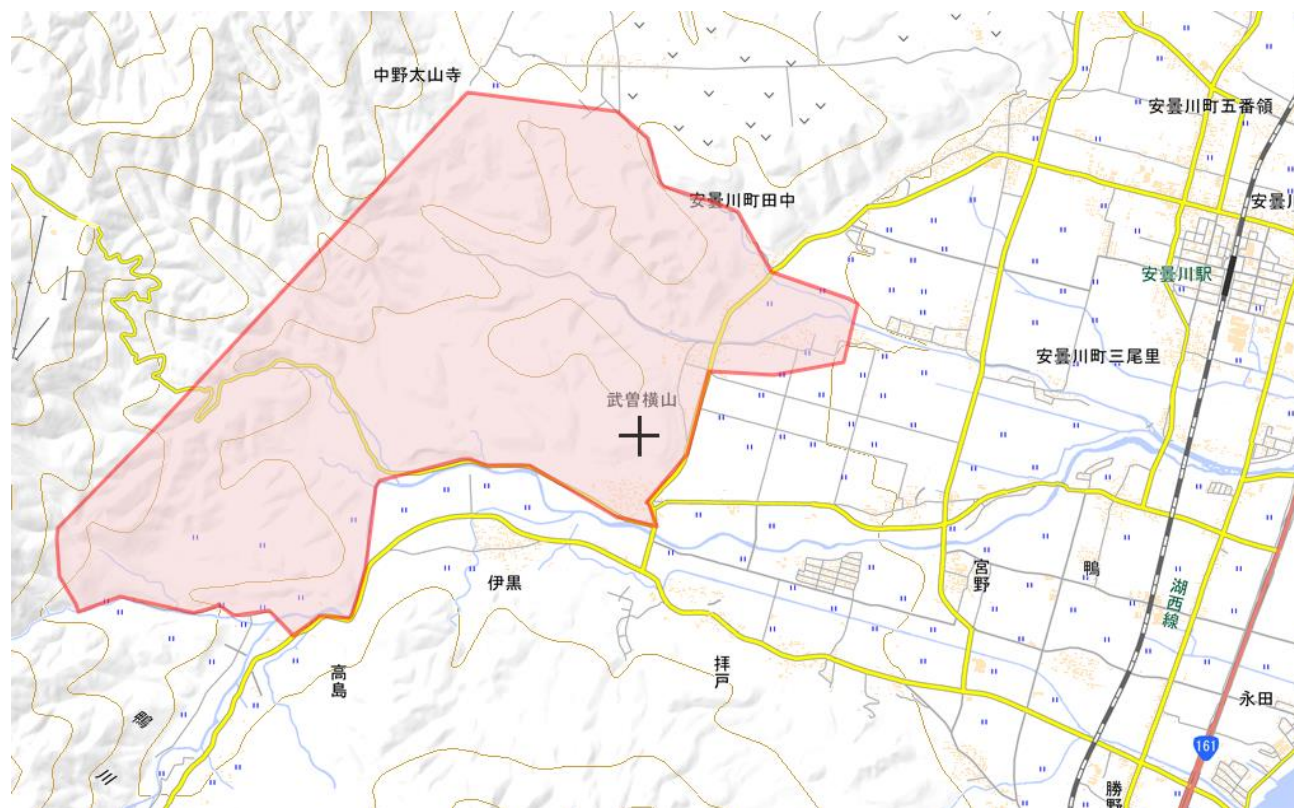 中野太山寺
安曇川町五番領
安曇川町田中
安曇川
安曇川駅
安曇川町三尾里
武曽横山
伊黒
宮野
鴨
湖西線
高島
拝戸
永田
鴨川
161
勝野